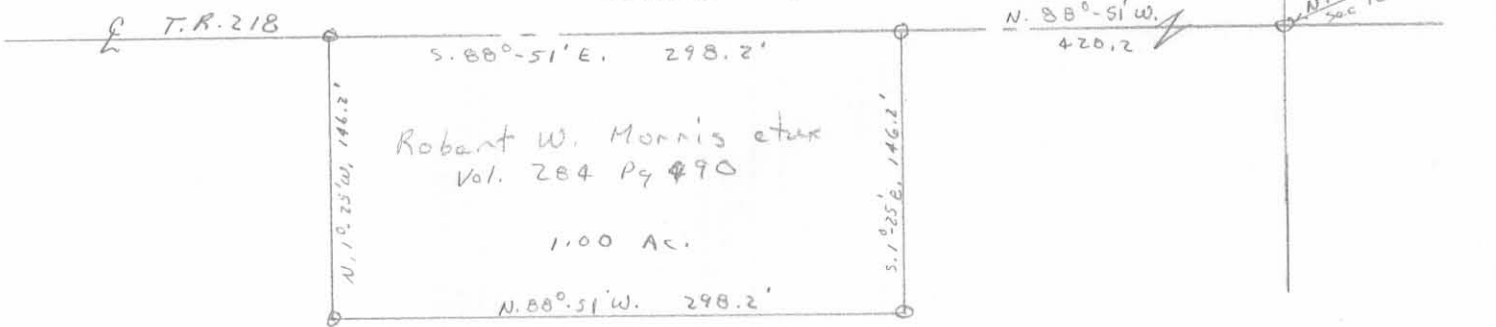 ℄ T.R. 218
S. 88°-51' E. 298.2'
N. 88°-51' W.
420.2
N. 1°-25' W, 146.2'
Robert W. Morris etux
Vol. 284 Pg 490
1.00 Ac.
S. 1°-25' E, 146.2'
N. 88°-51' W. 298.2'
sec